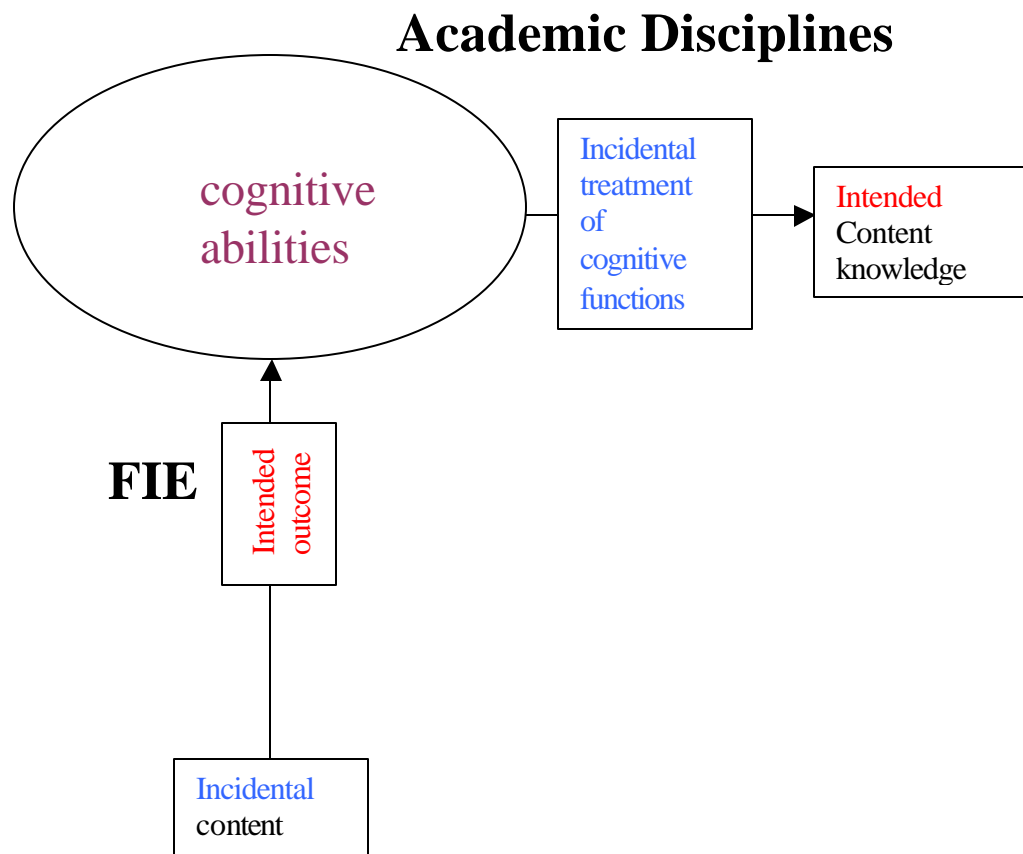 Academic Disciplines
cognitive
abilities
Incidental
treatment
of
cognitive
functions
Intended
Content
knowledge
FIE
Intended
outcome
Incidental
content